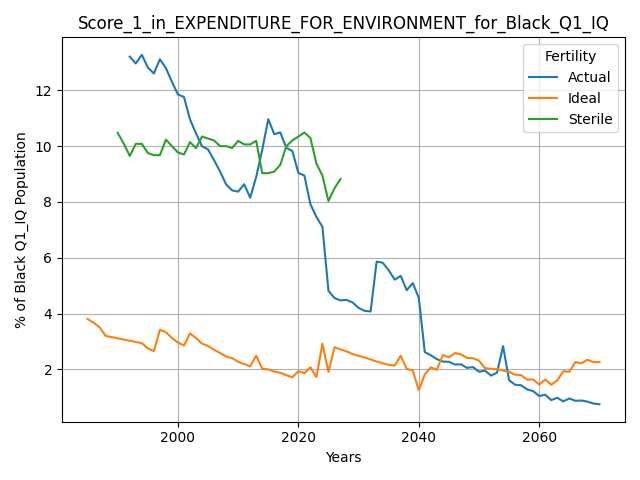 Score_1_in_EXPENDITURE_FOR_ENVIRONMENT_for_Black_Q1_IQ
Fertility
Actual
Ideal
Sterile
% of Black Q1_IQ Population
12
10
8
6
4
2
2000
2020
2040
2060
Years